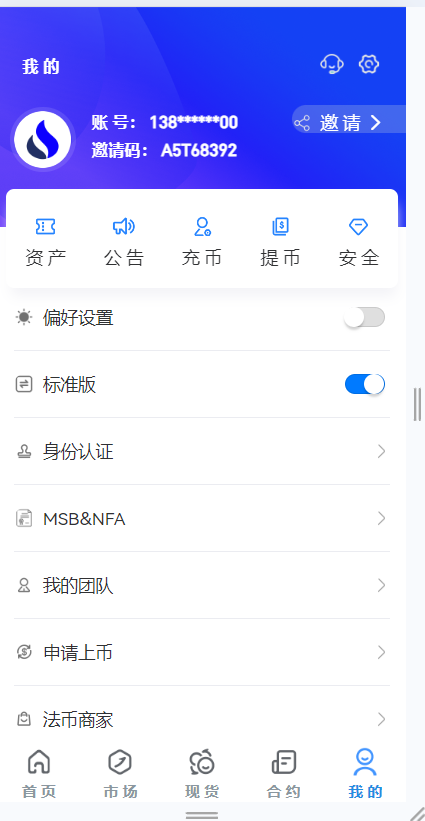 我的
账号： 138******00
邀请码： A5T68392
邀请
资产 公告 充币 提币 安全
偏好设置
标准版
身份认证
MSB&NFA
我的团队
申请上币
法币商家
首页 市场 现货 合约 我的